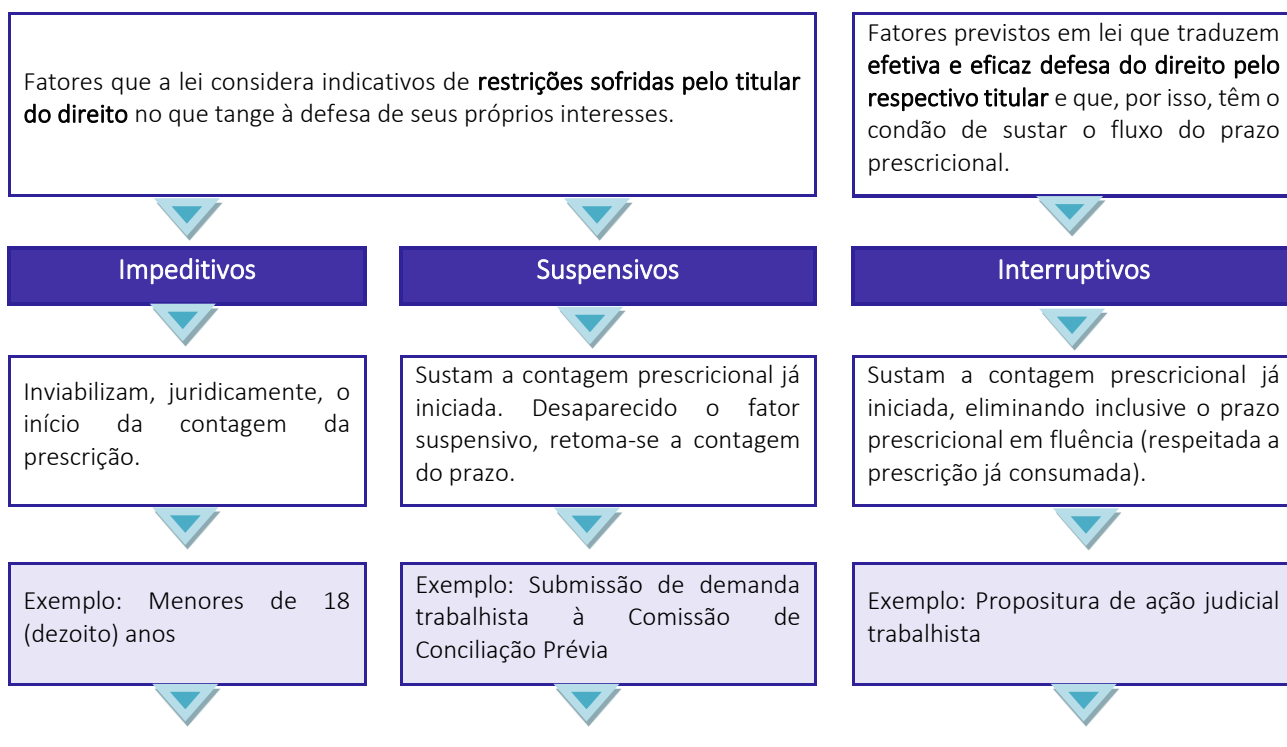 Fatores que a lei considera indicativos de restrições sofridas pelo titular
do direito no que tange à defesa de seus próprios interesses.
Fatores previstos em lei que traduzem
efetiva e eficaz defesa do direito pelo
respectivo titular e que, por isso, têm o
condão de sustar o fluxo do prazo
prescricional.
Impeditivos
Suspensivos
Interruptivos
Inviabilizam, juridicamente, o
início da contagem da
prescrição.
Sustam a contagem prescricional já
iniciada. Desaparecido o fator
suspensivo, retoma-se a contagem
do prazo.
Sustam a contagem prescricional já
iniciada, eliminando inclusive o prazo
prescricional em fluência (respeitada a
prescrição já consumada).
Exemplo: Menores de 18
(dezoito) anos
Exemplo: Submissão de demanda
trabalhista à Comissão de
Conciliação Prévia
Exemplo: Propositura de ação judicial
trabalhista